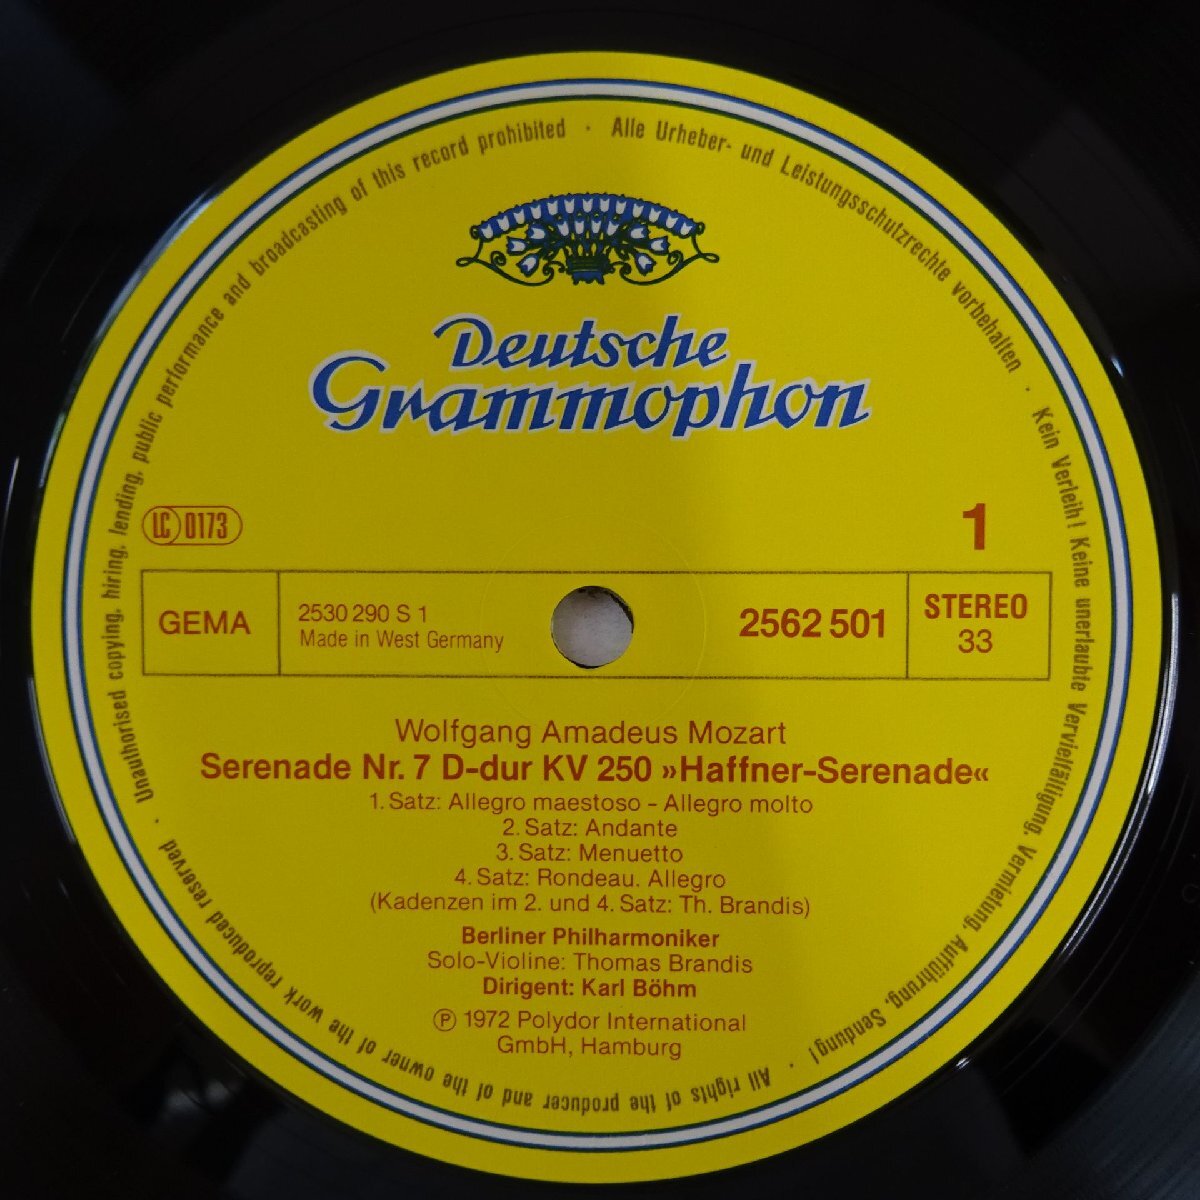 Deutsche
Grammophon
LC 0173
1
GEMA
2530 290 S 1
Made in West Germany
2562 501
STEREO
33
Wolfgang Amadeus Mozart
Serenade Nr. 7 D-dur KV 250 »Haffner-Serenade«
1. Satz: Allegro maestoso – Allegro molto
2. Satz: Andante
3. Satz: Menuetto
4. Satz: Rondeau. Allegro
(Kadenzen im 2. und 4. Satz: Th. Brandis)
Berliner Philharmoniker
Solo-Violine: Thomas Brandis
Dirigent: Karl Böhm
Ⓟ 1972 Polydor International
GmbH, Hamburg
Alle Urheber- und Leistungsschutzrechte vorbehalten · Kein Verleih! Keine unerlaubte Vervielfältigung, Vermietung, Aufführung, Sendung! · All rights of the producer and of the owner of the work reproduced reserved · Unauthorised copying, hiring, lending, public performance and broadcasting of this record prohibited ·